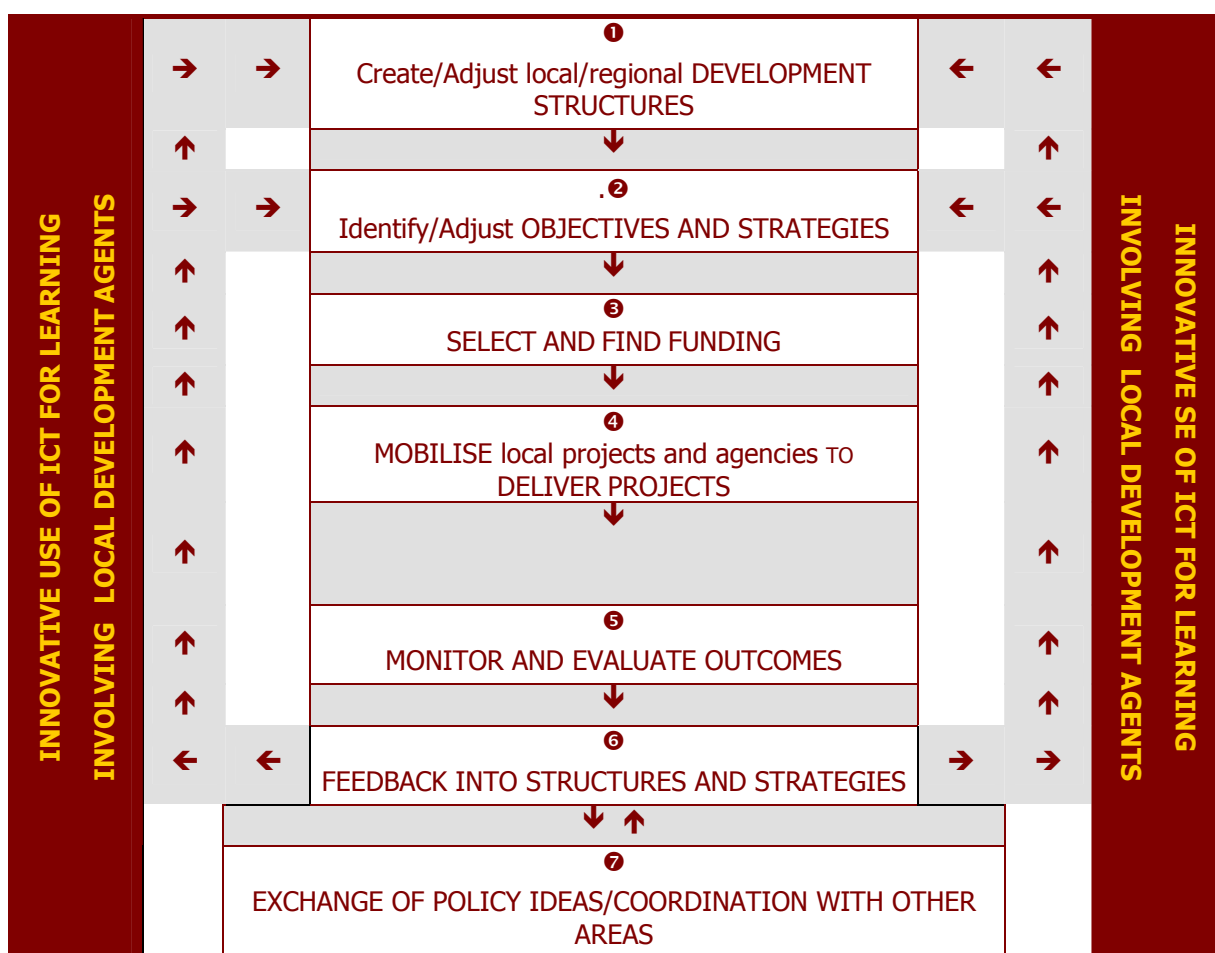 INNOVATIVE USE OF ICT FOR LEARNING
INVOLVING LOCAL DEVELOPMENT AGENTS
❶
Create/Adjust local/regional DEVELOPMENT
STRUCTURES
.❷
Identify/Adjust OBJECTIVES AND STRATEGIES
❸
SELECT AND FIND FUNDING
❹
MOBILISE local projects and agencies TO
DELIVER PROJECTS
❺
MONITOR AND EVALUATE OUTCOMES
❻
FEEDBACK INTO STRUCTURES AND STRATEGIES
❼
EXCHANGE OF POLICY IDEAS/COORDINATION WITH OTHER
AREAS
INNOVATIVE SE OF ICT FOR LEARNING
INVOLVING LOCAL DEVELOPMENT AGENTS